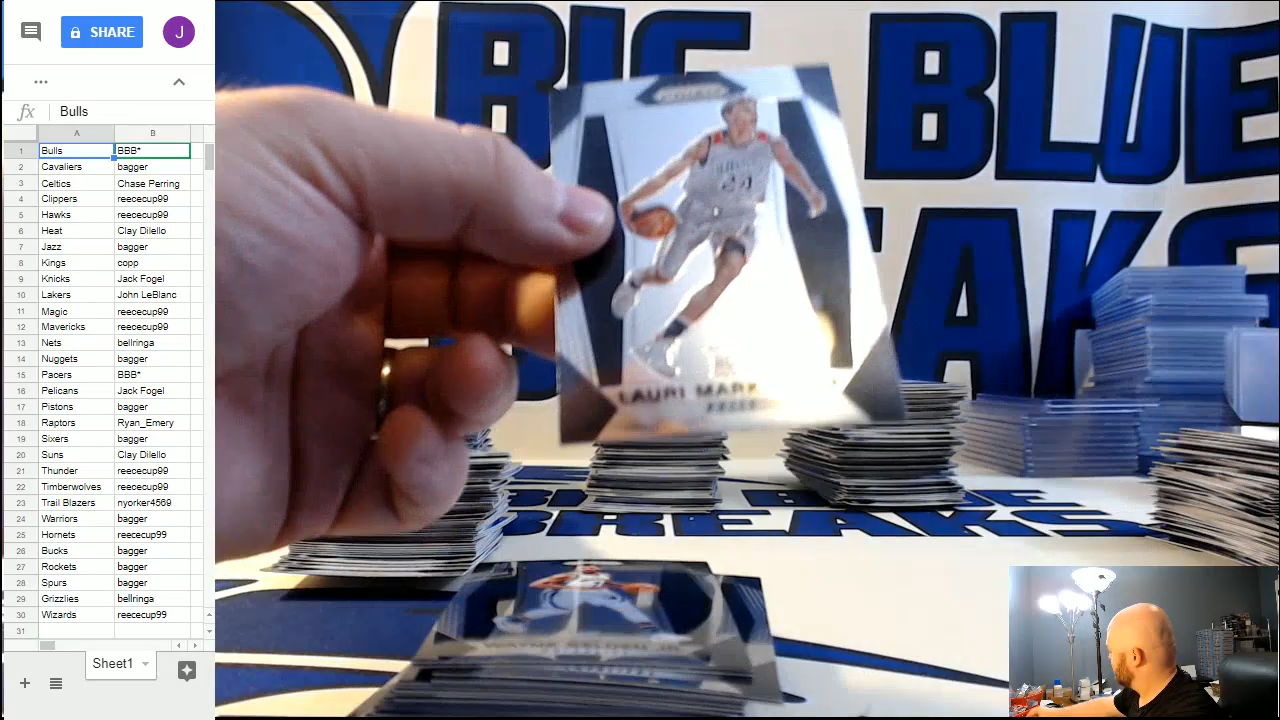 SHARE
J
...
fx Bulls
A B
1 Bulls BBB*
2 Cavaliers bagger
3 Celtics Chase Perring
4 Clippers reececup99
5 Hawks reececup99
6 Heat Clay Dilello
7 Jazz bagger
8 Kings copp
9 Knicks Jack Fogel
10 Lakers John LeBlanc
11 Magic reececup99
12 Mavericks reececup99
13 Nets bellringa
14 Nuggets bagger
15 Pacers BBB*
16 Pelicans Jack Fogel
17 Pistons bagger
18 Raptors Ryan_Emery
19 Sixers bagger
20 Suns Clay Dilello
21 Thunder reececup99
22 Timberwolves reececup99
23 Trail Blazers nyorker4569
24 Warriors bagger
25 Hornets reececup99
26 Bucks bagger
27 Rockets bagger
28 Spurs bagger
29 Grizzlies bellringa
30 Wizards reececup99
31
Sheet1
BIG BLUE
BREAKS
24
LAURI
BREAKS